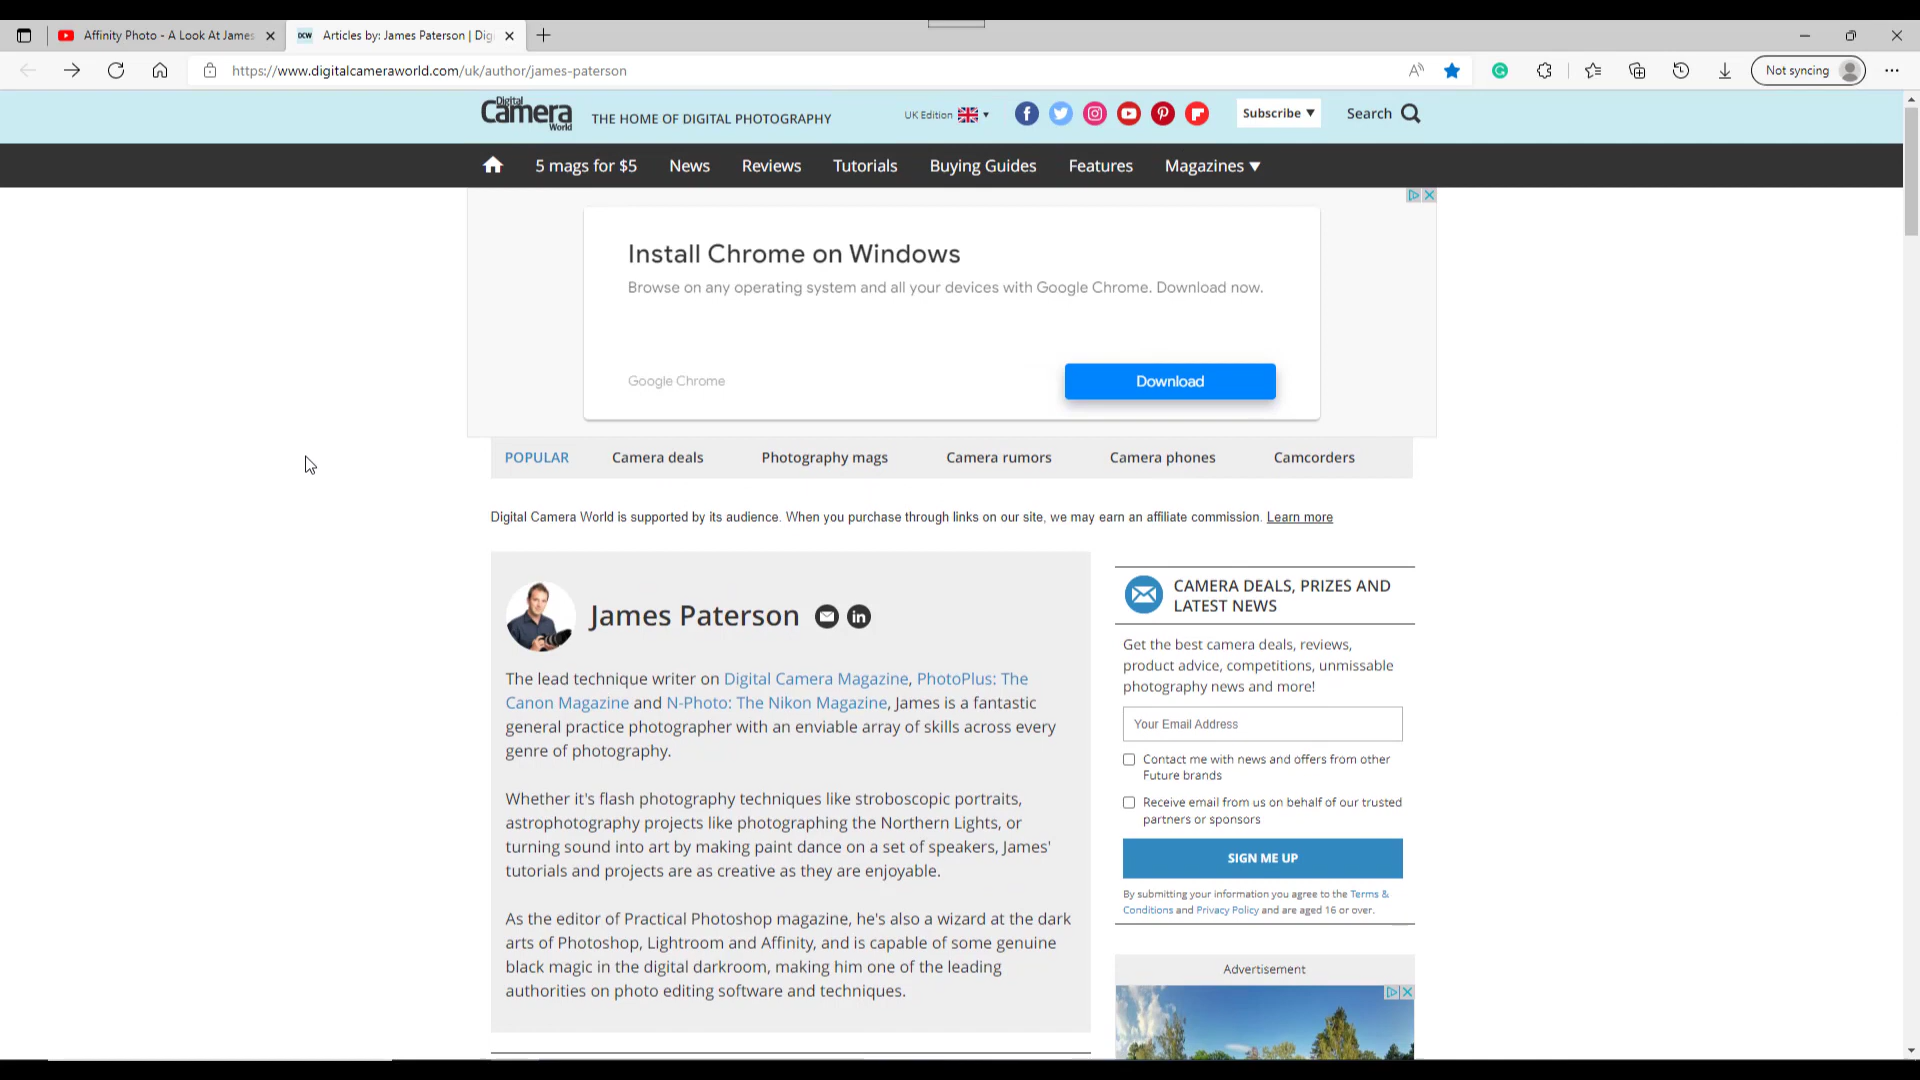 Affinity Photo - A Look At James
Articles by: James Paterson | Dig
https://www.digitalcameraworld.com/uk/author/james-paterson
Not syncing
Digital Camera World
THE HOME OF DIGITAL PHOTOGRAPHY
UK Edition
Subscribe ▼
Search
5 mags for $5
News
Reviews
Tutorials
Buying Guides
Features
Magazines ▼
Install Chrome on Windows
Browse on any operating system and all your devices with Google Chrome. Download now.
Google Chrome
Download
POPULAR
Camera deals
Photography mags
Camera rumors
Camera phones
Camcorders
Digital Camera World is supported by its audience. When you purchase through links on our site, we may earn an affiliate commission. Learn more
James Paterson
The lead technique writer on Digital Camera Magazine, PhotoPlus: The
Canon Magazine and N-Photo: The Nikon Magazine, James is a fantastic
general practice photographer with an enviable array of skills across every
genre of photography.
Whether it's flash photography techniques like stroboscopic portraits,
astrophotography projects like photographing the Northern Lights, or
turning sound into art by making paint dance on a set of speakers, James'
tutorials and projects are as creative as they are enjoyable.
As the editor of Practical Photoshop magazine, he's also a wizard at the dark
arts of Photoshop, Lightroom and Affinity, and is capable of some genuine
black magic in the digital darkroom, making him one of the leading
authorities on photo editing software and techniques.
CAMERA DEALS, PRIZES AND
LATEST NEWS
Get the best camera deals, reviews,
product advice, competitions, unmissable
photography news and more!
Your Email Address
Contact me with news and offers from other
Future brands
Receive email from us on behalf of our trusted
partners or sponsors
SIGN ME UP
By submitting your information you agree to the Terms &
Conditions and Privacy Policy and are aged 16 or over.
Advertisement